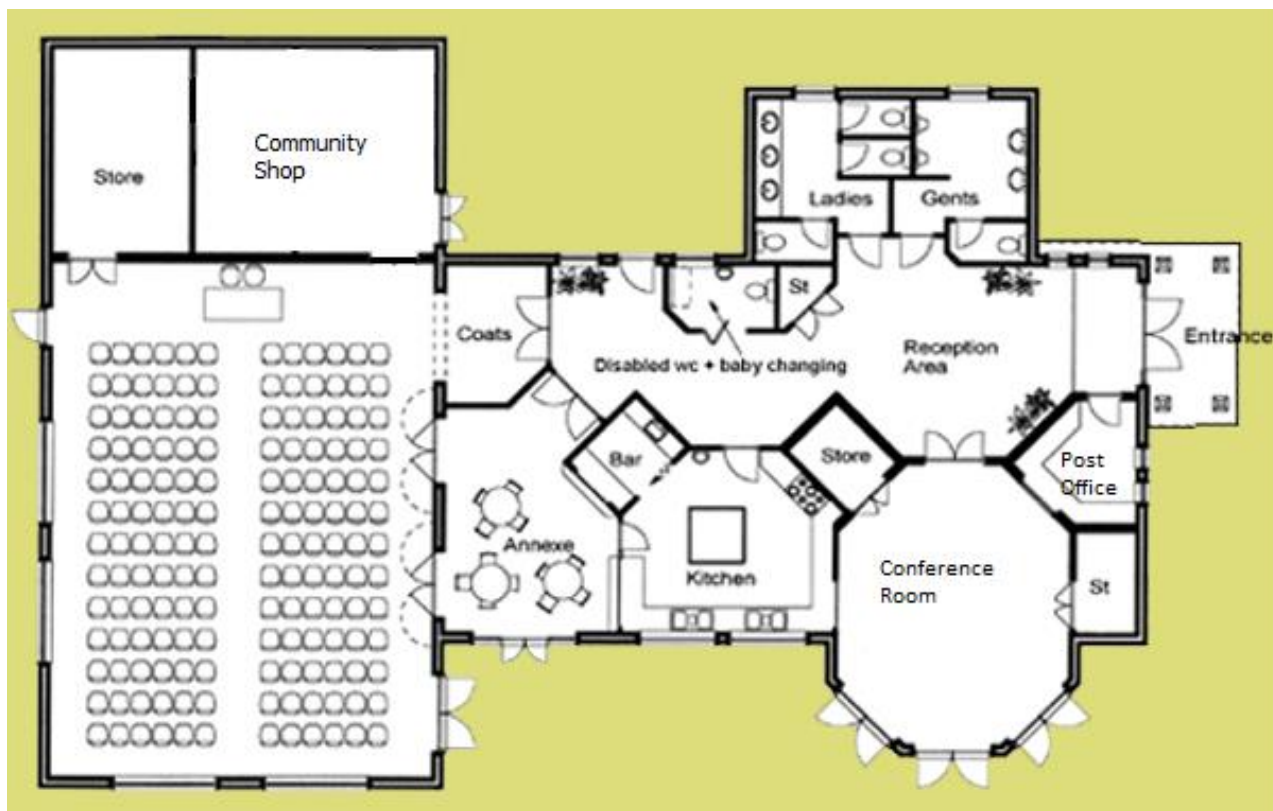 Community
Shop
Store
Ladies
Gents
St
Coats
Reception
Area
Entrance
Disabled wc + baby changing
Bar
Store
Post
Office
Annexe
Kitchen
Conference
Room
St